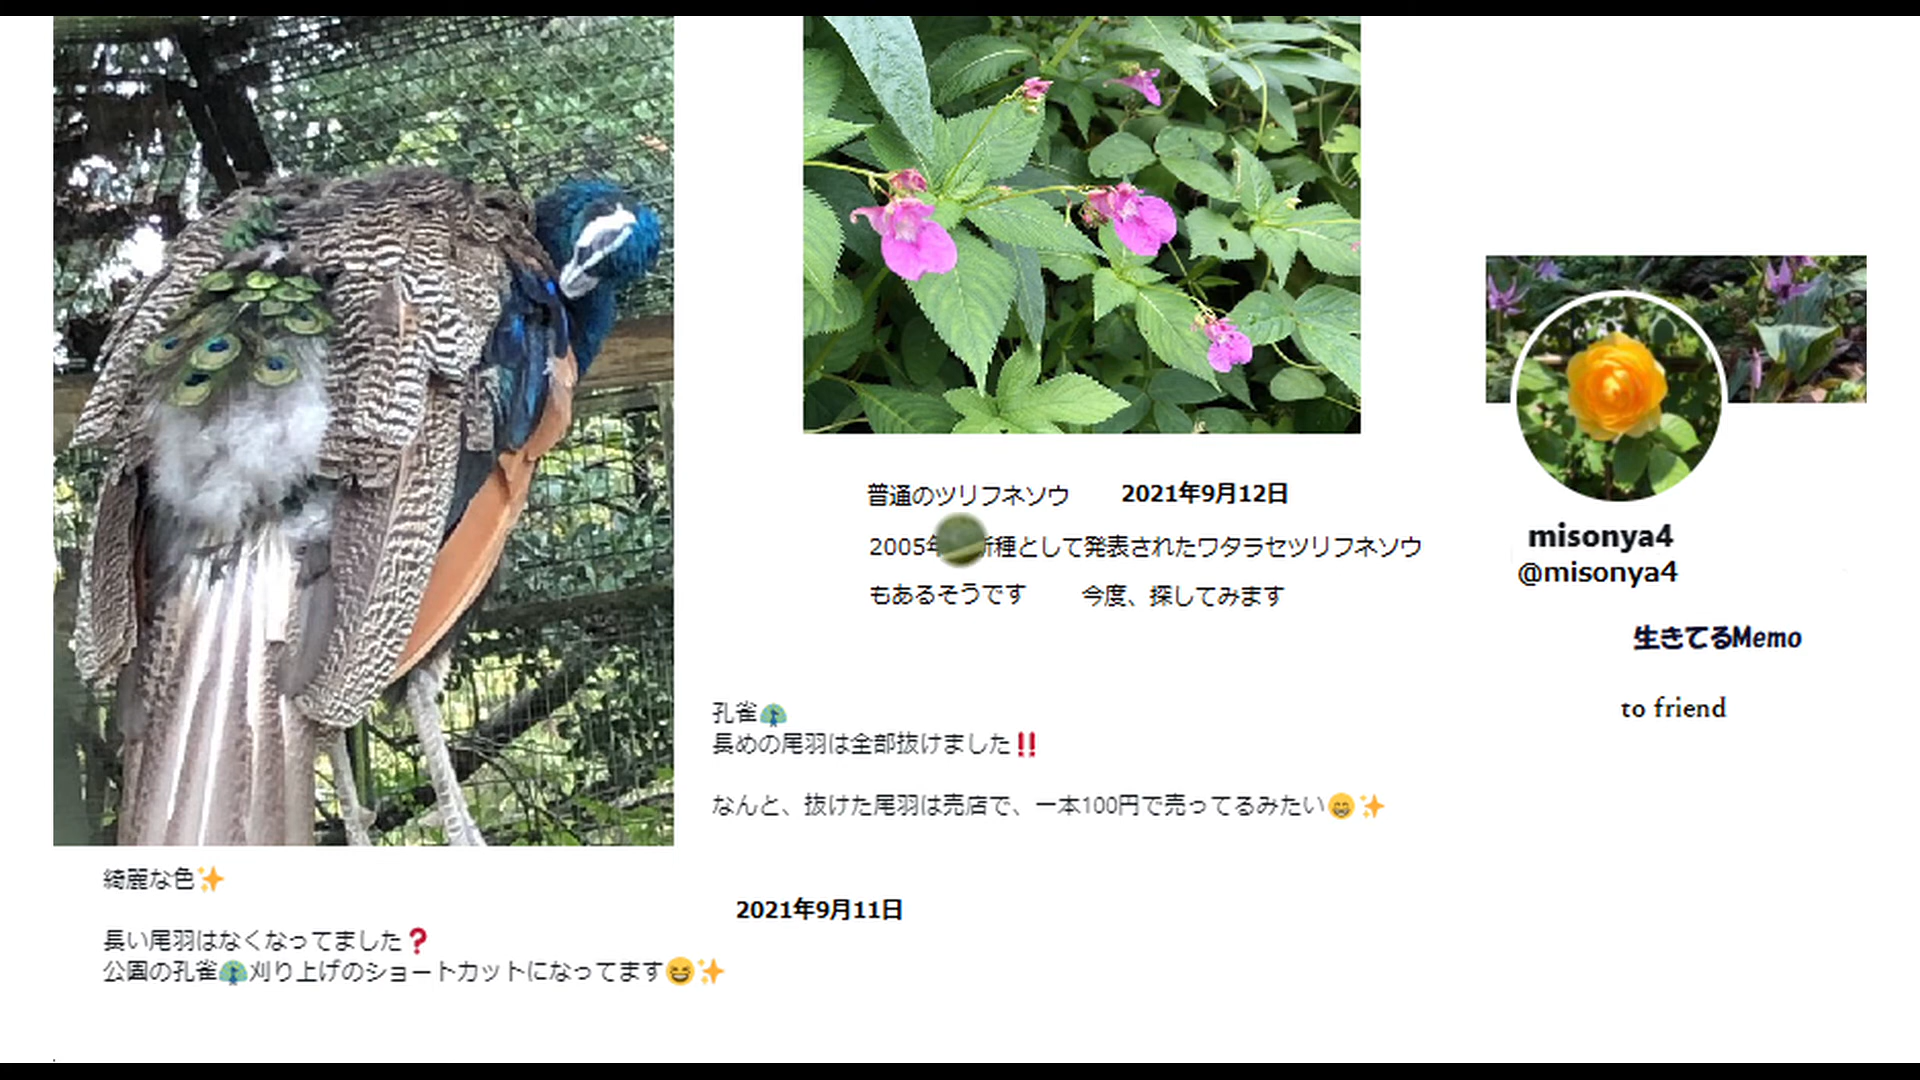 普通のツリフネソウ 2021年9月12日
2005年 新種として発表されたワタラセツリフネソウ
もあるそうです 今度、探してみます
misonya4
@misonya4
生きてるMemo
to friend
孔雀🦚
長めの尾羽は全部抜けました‼️
なんと、抜けた尾羽は売店で、一本100円で売ってるみたい😁✨
2021年9月11日
綺麗な色✨
長い尾羽はなくなってました❓
公園の孔雀🦚刈り上げのショートカットになってます😆✨